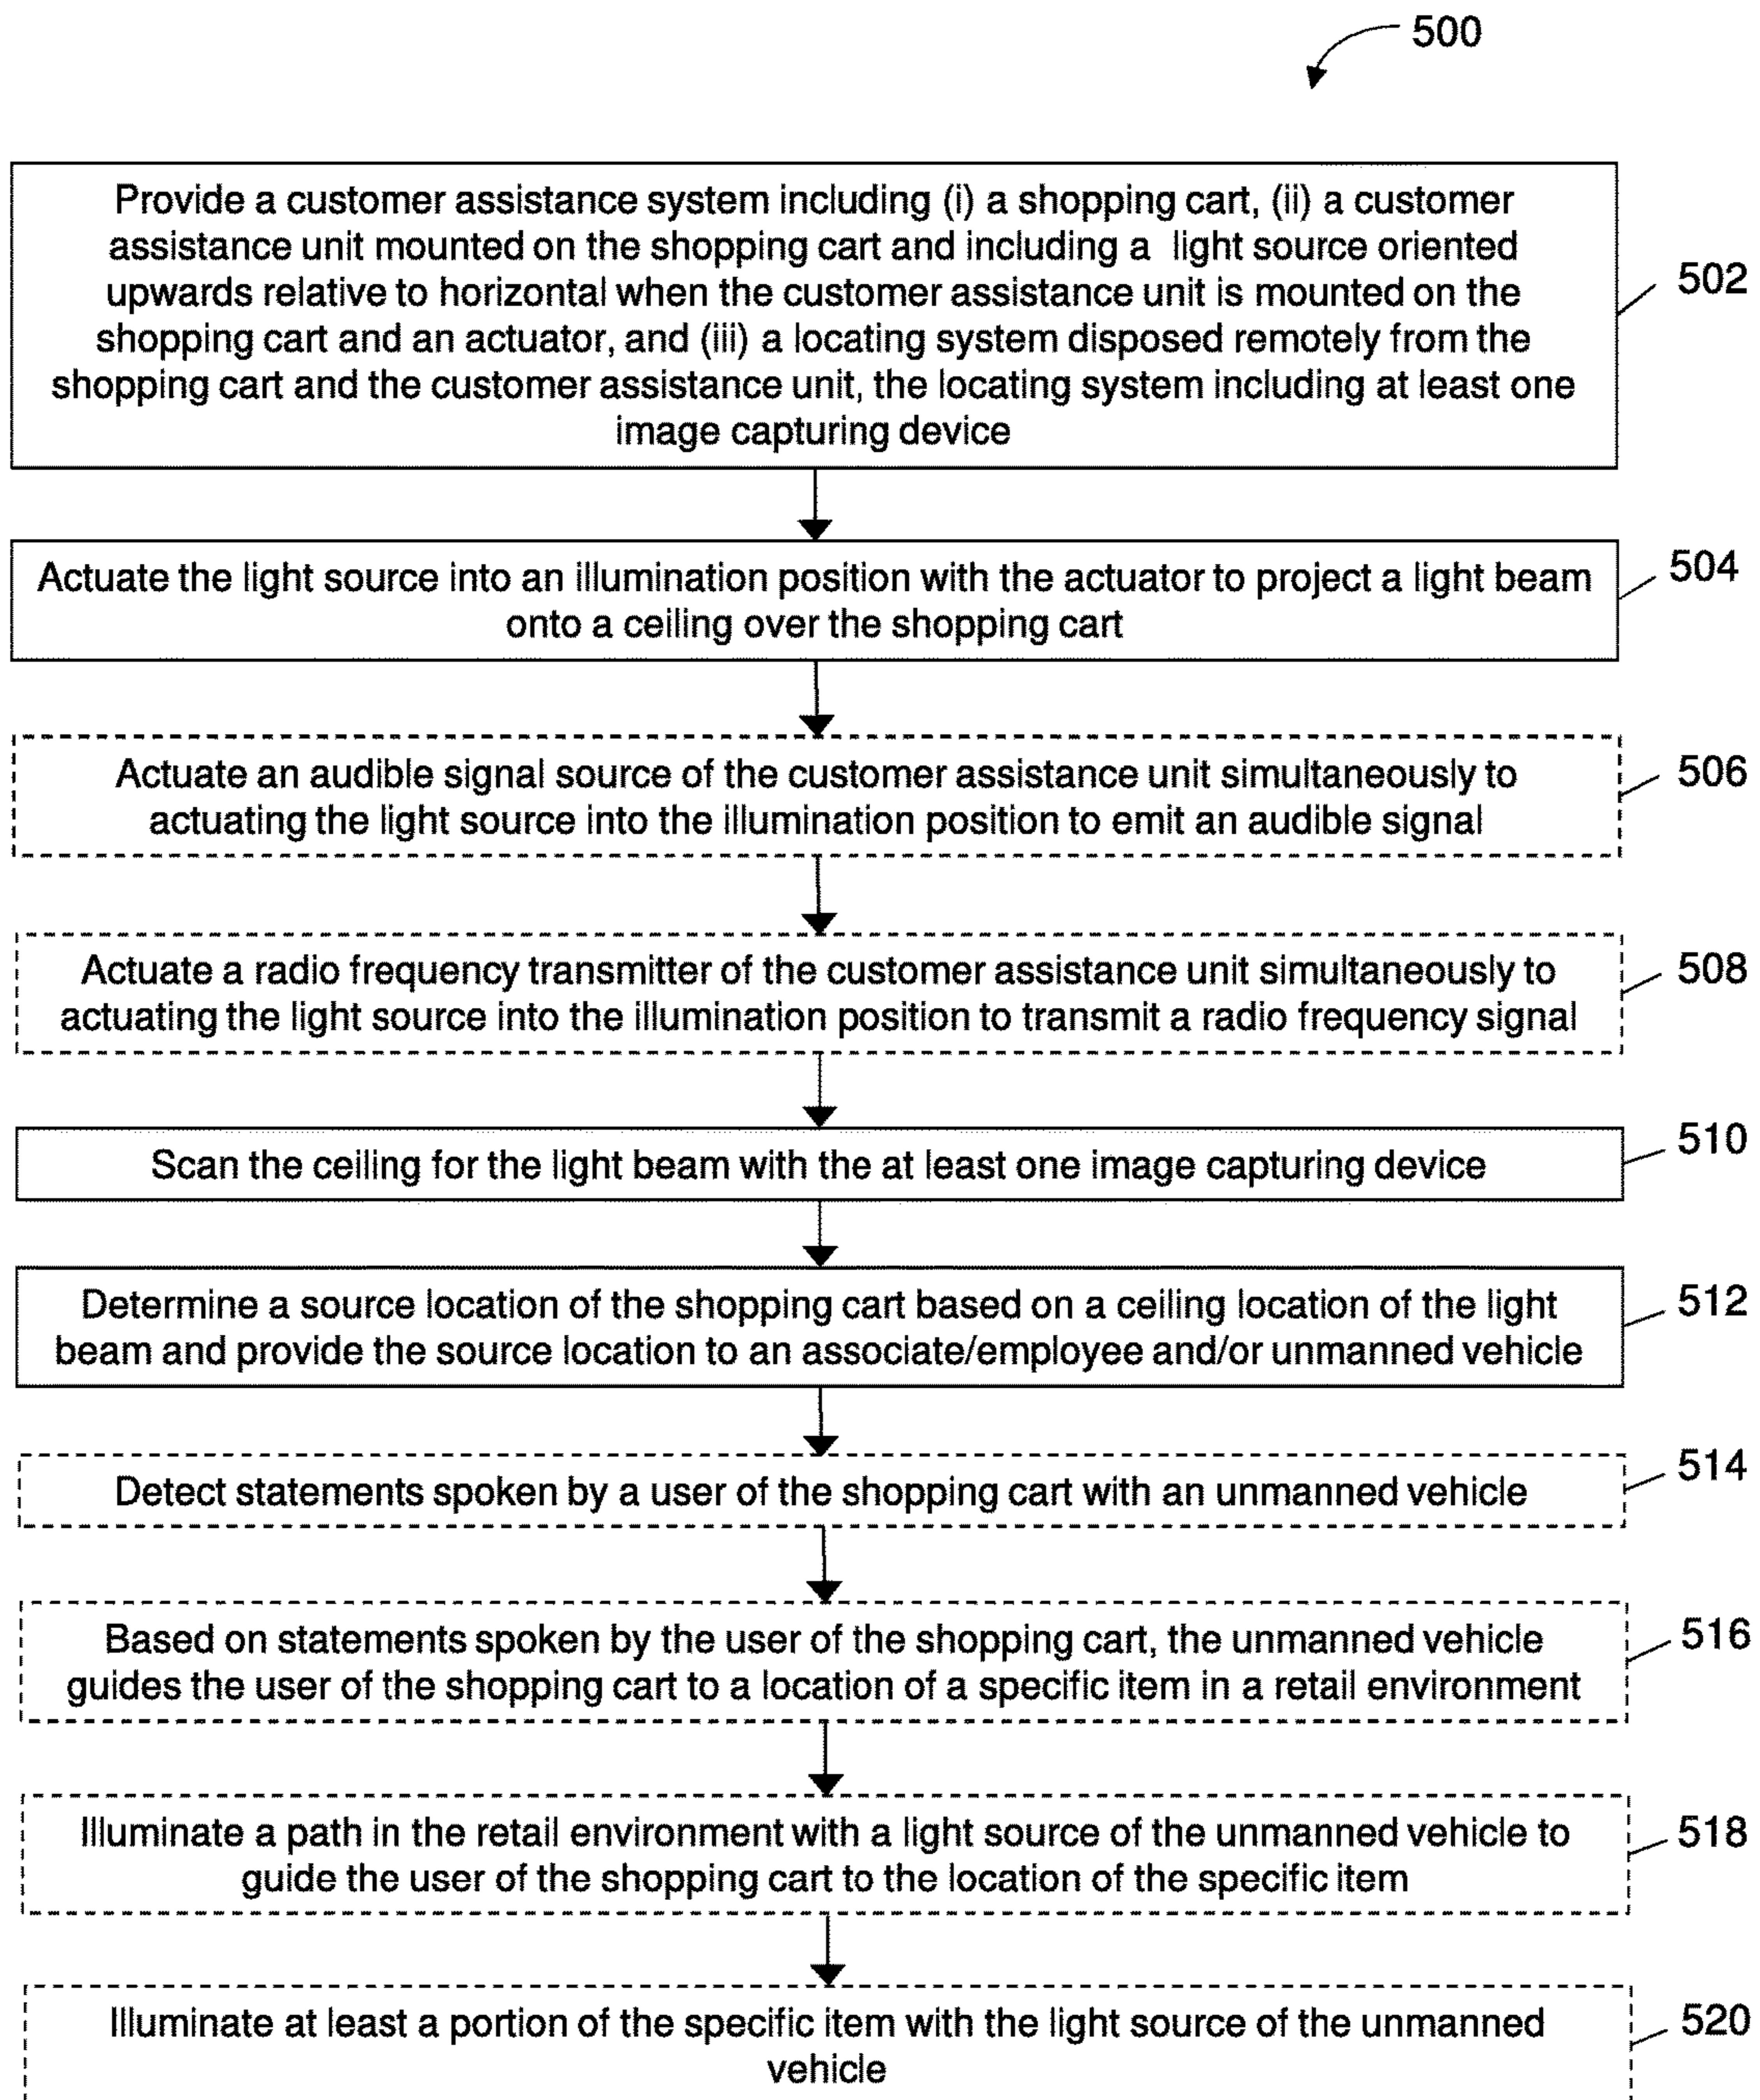 500
Provide a customer assistance system including (i) a shopping cart, (ii) a customer
assistance unit mounted on the shopping cart and including a light source oriented
upwards relative to horizontal when the customer assistance unit is mounted on the
shopping cart and an actuator, and (iii) a locating system disposed remotely from the
shopping cart and the customer assistance unit, the locating system including at least one
image capturing device
502
Actuate the light source into an illumination position with the actuator to project a light beam
onto a ceiling over the shopping cart
504
Actuate an audible signal source of the customer assistance unit simultaneously to
actuating the light source into the illumination position to emit an audible signal
506
Actuate a radio frequency transmitter of the customer assistance unit simultaneously to
actuating the light source into the illumination position to transmit a radio frequency signal
508
Scan the ceiling for the light beam with the at least one image capturing device
510
Determine a source location of the shopping cart based on a ceiling location of the light
beam and provide the source location to an associate/employee and/or unmanned vehicle
512
Detect statements spoken by a user of the shopping cart with an unmanned vehicle
514
Based on statements spoken by the user of the shopping cart, the unmanned vehicle
guides the user of the shopping cart to a location of a specific item in a retail environment
516
Illuminate a path in the retail environment with a light source of the unmanned vehicle to
guide the user of the shopping cart to the location of the specific item
518
Illuminate at least a portion of the specific item with the light source of the unmanned
vehicle
520